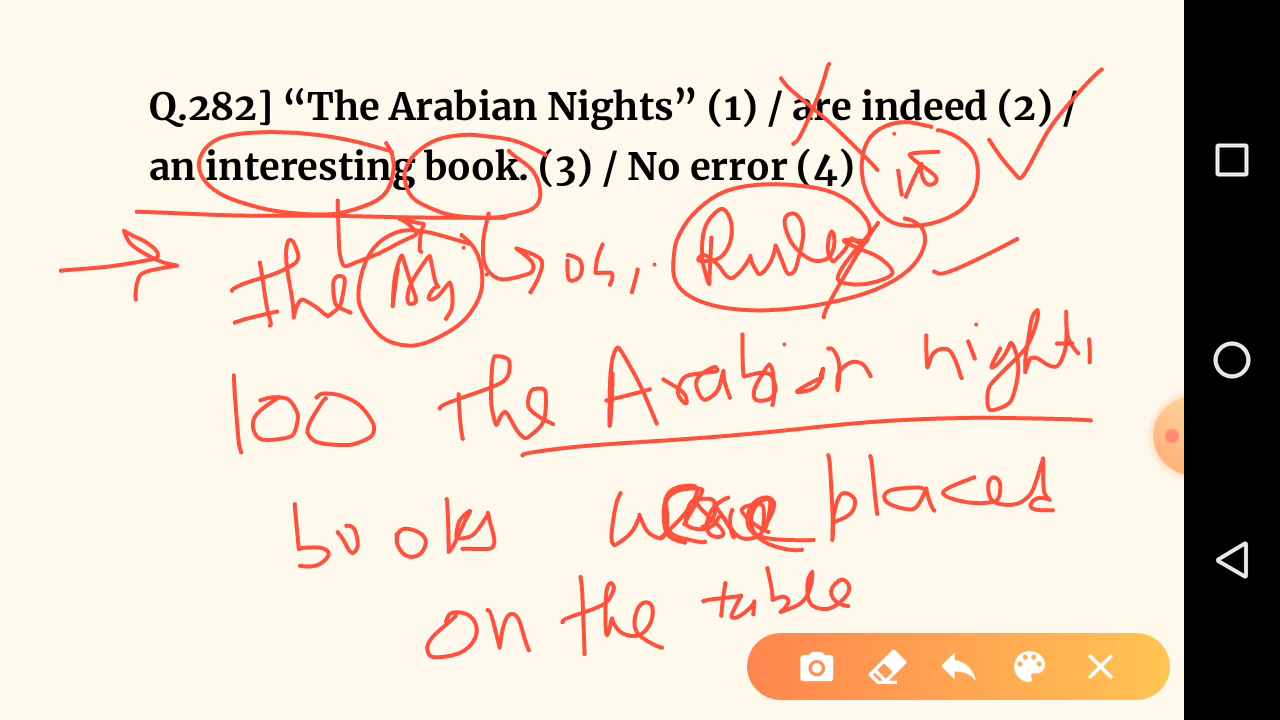 Q.282] “The Arabian Nights” (1) / are indeed (2) /
an interesting book. (3) / No error (4) is
The
Rules
100 The Arabian nights
books were placed
on the table